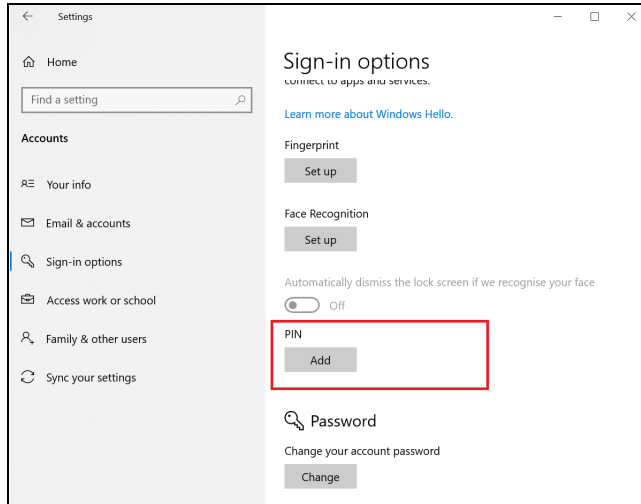 Settings
Home
Find a setting
Accounts
Your info
Email & accounts
Sign-in options
Access work or school
Family & other users
Sync your settings
Sign-in options
connect to apps and services.
Learn more about Windows Hello.
Fingerprint
Set up
Face Recognition
Set up
Automatically dismiss the lock screen if we recognise your face
Off
PIN
Add
Password
Change your account password
Change